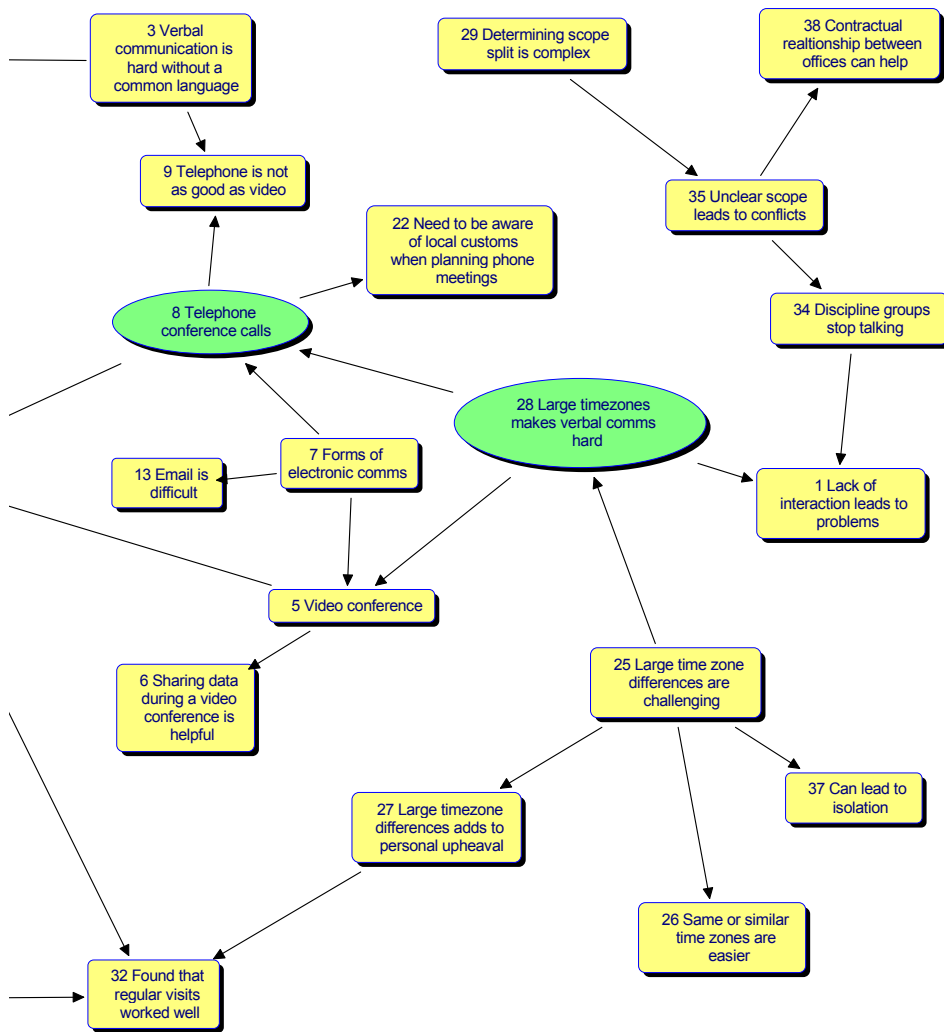 3 Verbal
communication is
hard without a
common language
29 Determining scope
split is complex
38 Contractual
realtionship between
offices can help
9 Telephone is not
as good as video
35 Unclear scope
leads to conflicts
22 Need to be aware
of local customs
when planning phone
meetings
8 Telephone
conference calls
34 Discipline groups
stop talking
28 Large timezones
makes verbal comms
hard
7 Forms of
electronic comms
13 Email is
difficult
1 Lack of
interaction leads to
problems
5 Video conference
6 Sharing data
during a video
conference is
helpful
25 Large time zone
differences are
challenging
37 Can lead to
isolation
27 Large timezone
differences adds to
personal upheaval
26 Same or similar
time zones are
easier
32 Found that
regular visits
worked well